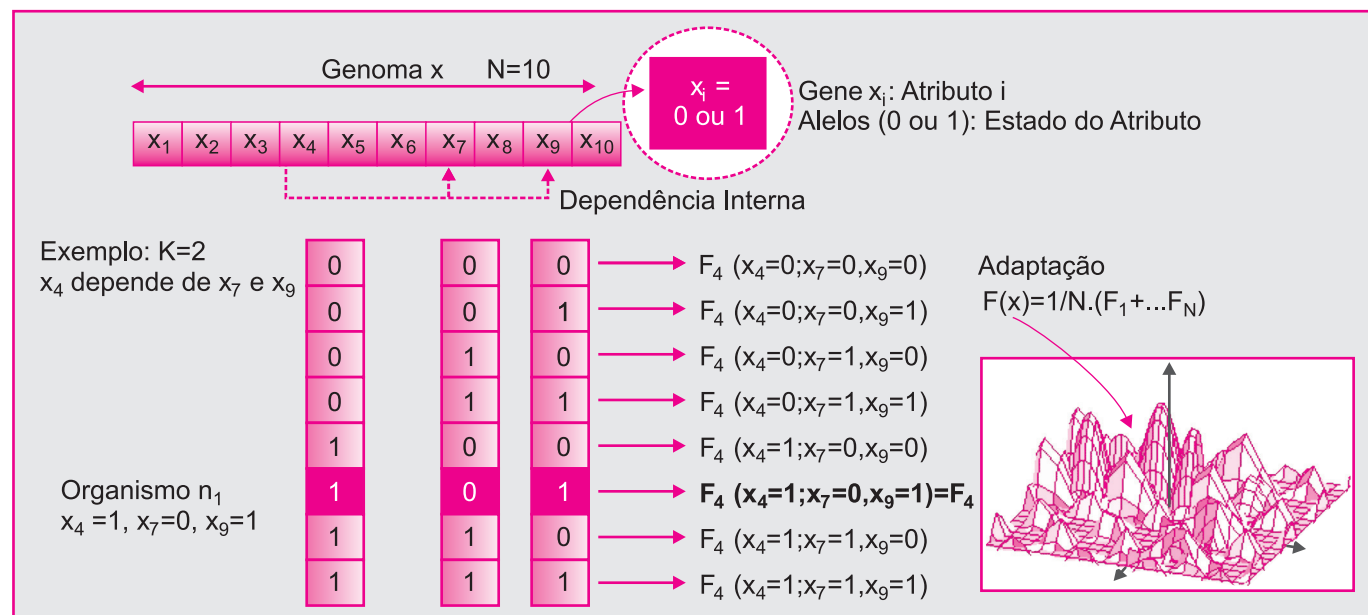 Genoma x N=10
x₁ x₂ x₃ x₄ x₅ x₆ x₇ x₈ x₉ x₁₀
xᵢ =
0 ou 1
Gene xᵢ: Atributo i
Alelos (0 ou 1): Estado do Atributo
Dependência Interna
Exemplo: K=2
x₄ depende de x₇ e x₉
0 0 0 F₄ (x₄=0;x₇=0,x₉=0)
0 0 1 F₄ (x₄=0;x₇=0,x₉=1)
0 1 0 F₄ (x₄=0;x₇=1,x₉=0)
0 1 1 F₄ (x₄=0;x₇=1,x₉=1)
1 0 0 F₄ (x₄=1;x₇=0,x₉=0)
Organismo n₁
x₄ =1, x₇=0, x₉=1
1 0 1 F₄ (x₄=1;x₇=0,x₉=1)=F₄
1 1 0 F₄ (x₄=1;x₇=1,x₉=0)
1 1 1 F₄ (x₄=1;x₇=1,x₉=1)
Adaptação
F(x)=1/N.(F₁+...F_N)